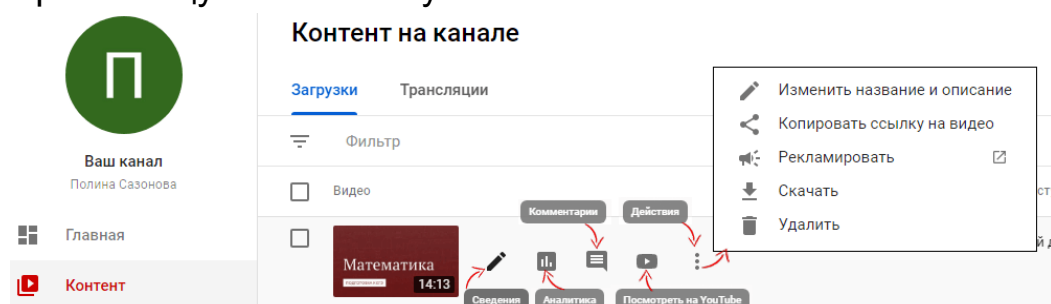 Контент на канале
П
Загрузки Трансляции
Изменить название и описание
Копировать ссылку на видео
Рекламировать
Скачать
Удалить
Фильтр
Ваш канал
Полина Сазонова
Видео
Комментарии Действия
Главная
Математика
14:13
Контент
Сведения Аналитика Посмотреть на YouTube